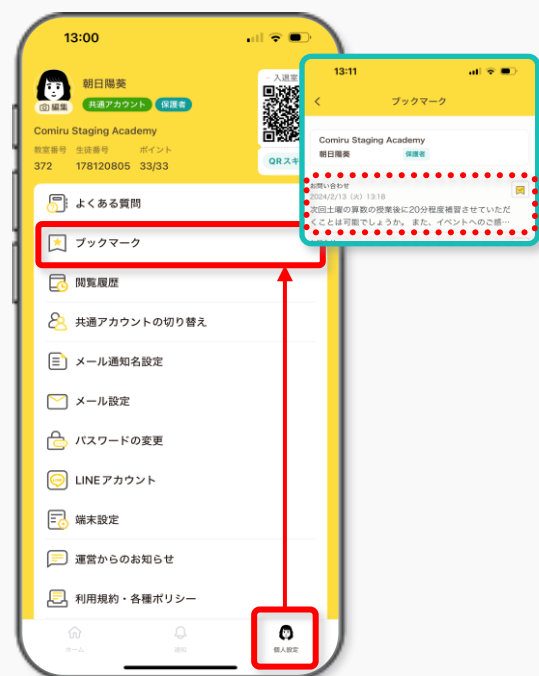 13:00
朝日陽葵
編集
共通アカウント 保護者
Comiru Staging Academy
教室番号 生徒番号 ポイント
372 178120805 33/33
入退室
QRスキ
よくある質問
ブックマーク
閲覧履歴
共通アカウントの切り替え
メール通知名設定
メール設定
パスワードの変更
LINEアカウント
端末設定
運営からのお知らせ
利用規約・各種ポリシー
ホーム 通知 個人設定
13:11
ブックマーク
Comiru Staging Academy
朝日陽葵 保護者
お問い合わせ
2024/2/13 (火) 13:18
次回土曜の算数の授業後に20分程度補習させていただ
くことは可能でしょうか。 また、イベントへのご感…